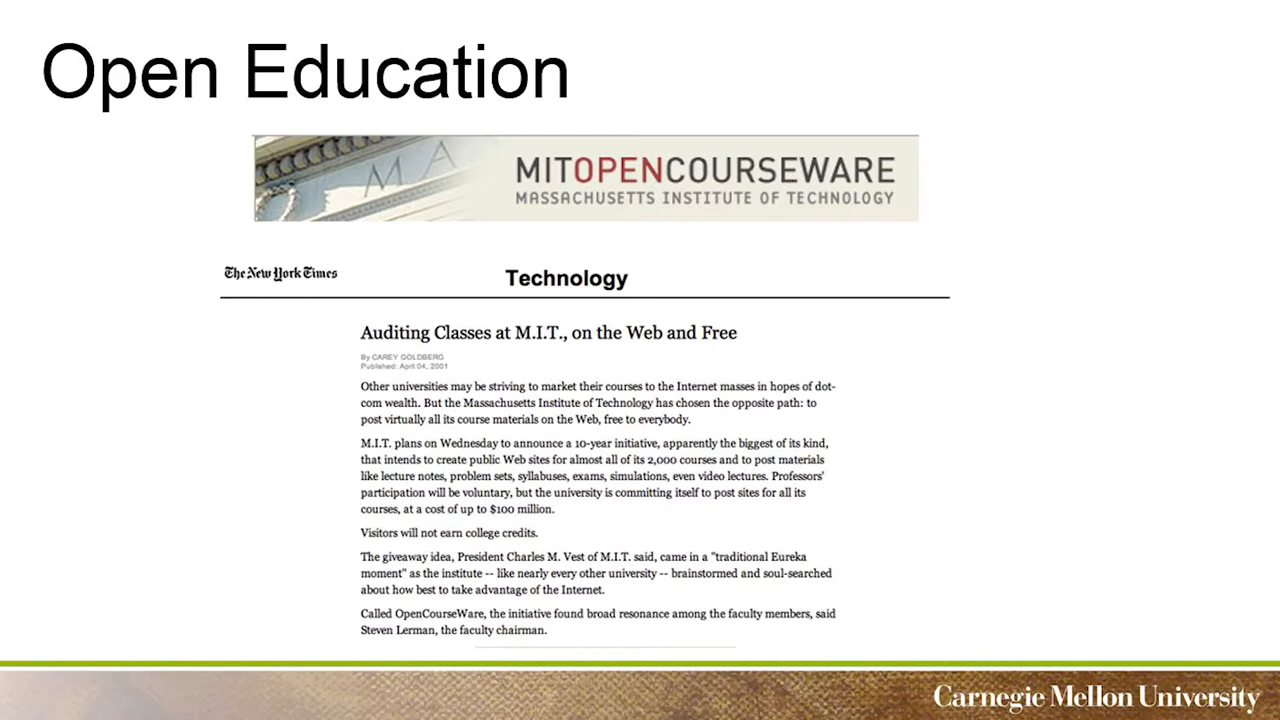 Open Education
M A
MITOPENCOURSEWARE
MASSACHUSETTS INSTITUTE OF TECHNOLOGY
The New York Times
Technology
Auditing Classes at M.I.T., on the Web and Free
By CAREY GOLDBERG
Published: April 04, 2001
Other universities may be striving to market their courses to the Internet masses in hopes of dot-
com wealth. But the Massachusetts Institute of Technology has chosen the opposite path: to
post virtually all its course materials on the Web, free to everybody.
M.I.T. plans on Wednesday to announce a 10-year initiative, apparently the biggest of its kind,
that intends to create public Web sites for almost all of its 2,000 courses and to post materials
like lecture notes, problem sets, syllabuses, exams, simulations, even video lectures. Professors'
participation will be voluntary, but the university is committing itself to post sites for all its
courses, at a cost of up to $100 million.
Visitors will not earn college credits.
The giveaway idea, President Charles M. Vest of M.I.T. said, came in a "traditional Eureka
moment" as the institute -- like nearly every other university -- brainstormed and soul-searched
about how best to take advantage of the Internet.
Called OpenCourseWare, the initiative found broad resonance among the faculty members, said
Steven Lerman, the faculty chairman.
Carnegie Mellon University